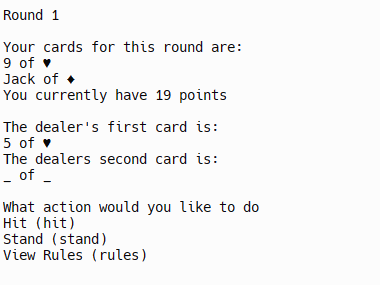 Round 1
Your cards for this round are:
9 of ♥
Jack of ♦
You currently have 19 points
The dealer's first card is:
5 of ♥
The dealers second card is:
_ of _
What action would you like to do
Hit (hit)
Stand (stand)
View Rules (rules)